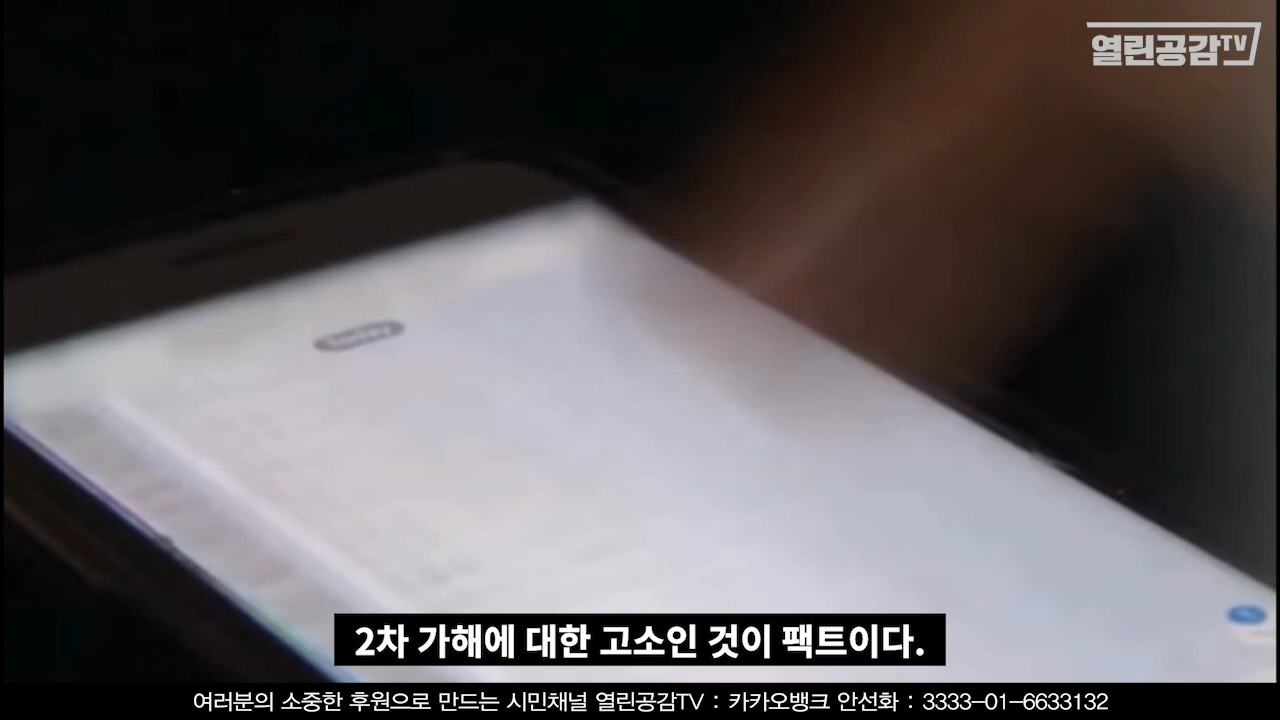 열린공감TV
2차 가해에 대한 고소인 것이 팩트이다.
여러분의 소중한 후원으로 만드는 시민채널 열린공감TV : 카카오뱅크 안선화 : 3333-01-6633132